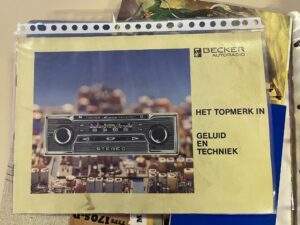 BECKER
AUTORADIO
HET TOPMERK IN
GELUID
EN
TECHNIEK
STEREO